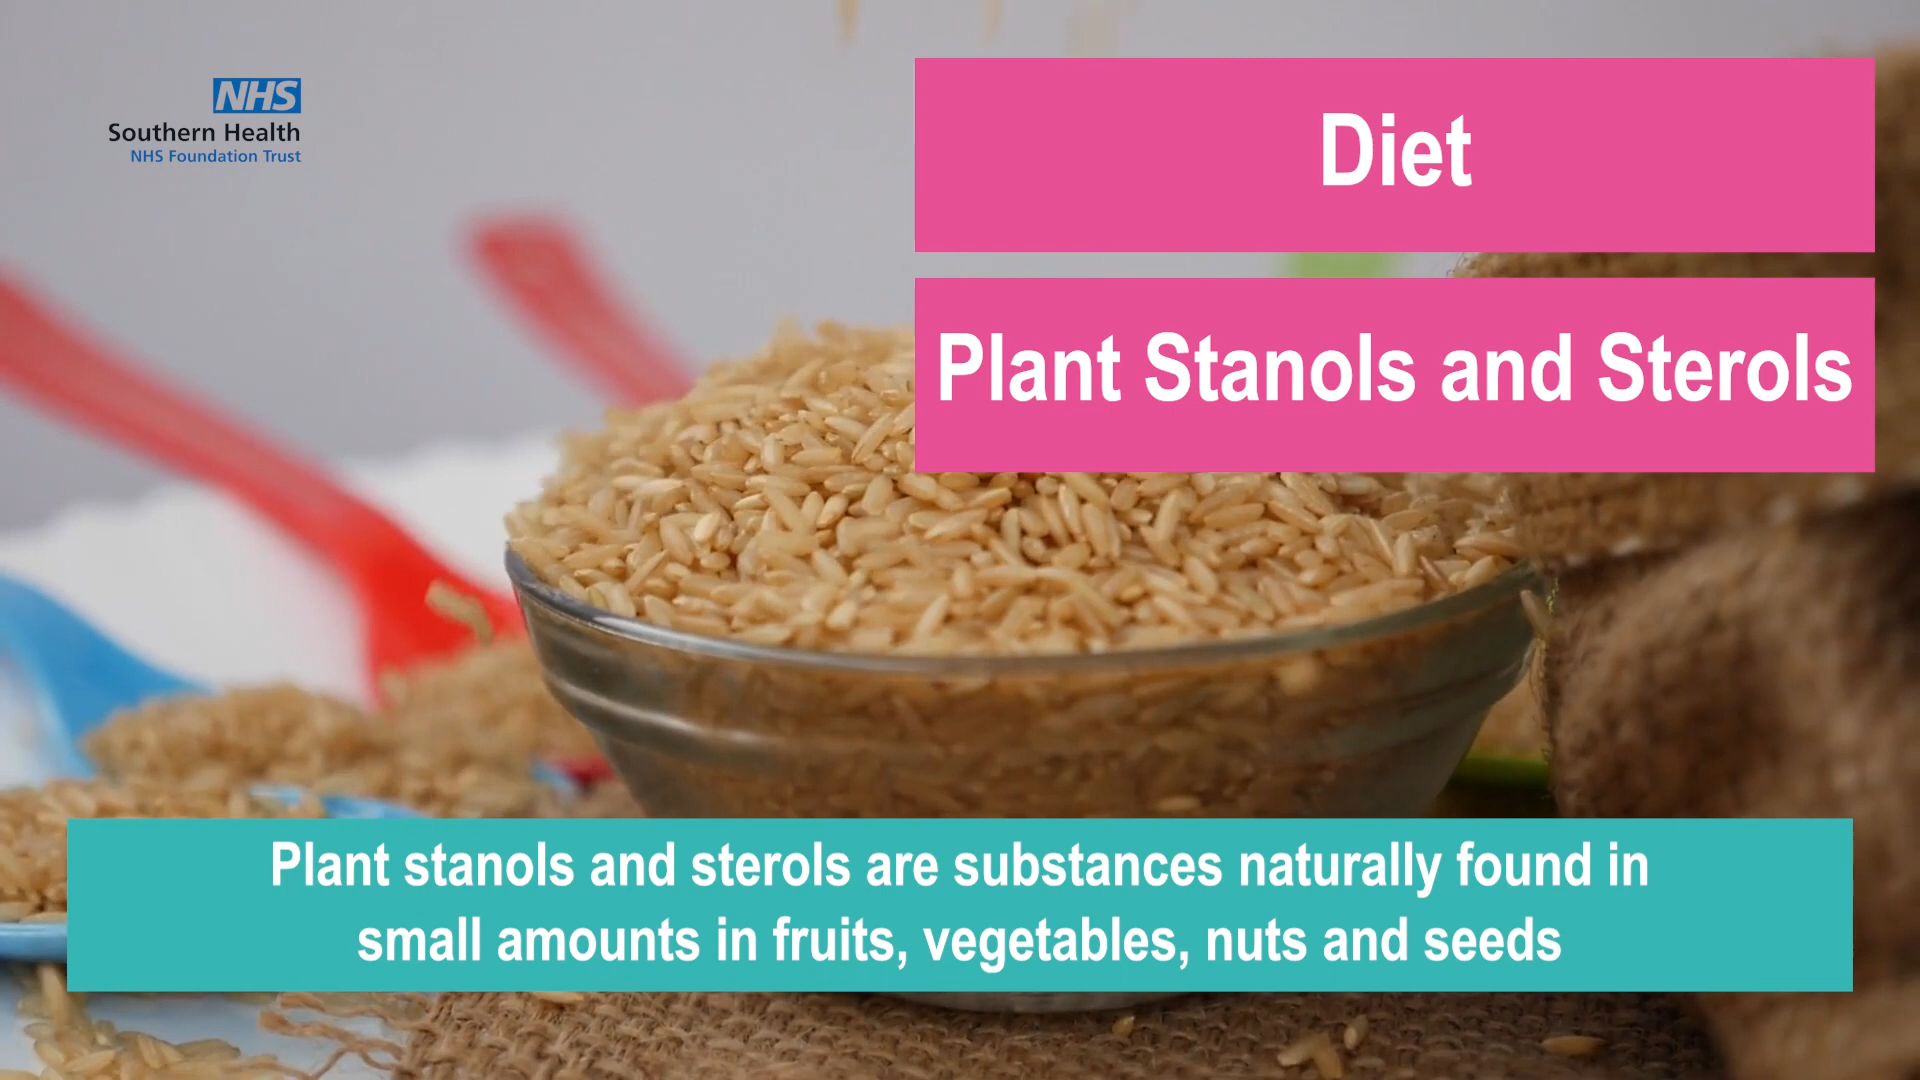 NHS
Southern Health
NHS Foundation Trust
Diet
Plant Stanols and Sterols
Plant stanols and sterols are substances naturally found in
small amounts in fruits, vegetables, nuts and seeds